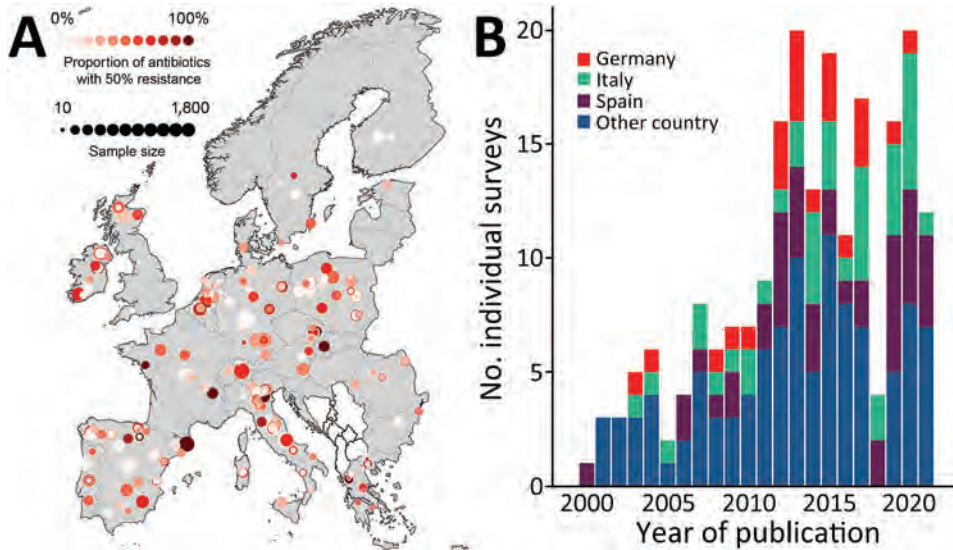 A
0% 100%
Proportion of antibiotics
with 50% resistance
10 1,800
Sample size
B
No. individual surveys
20
15
10
5
0
Germany
Italy
Spain
Other country
2000 2005 2010 2015 2020
Year of publication